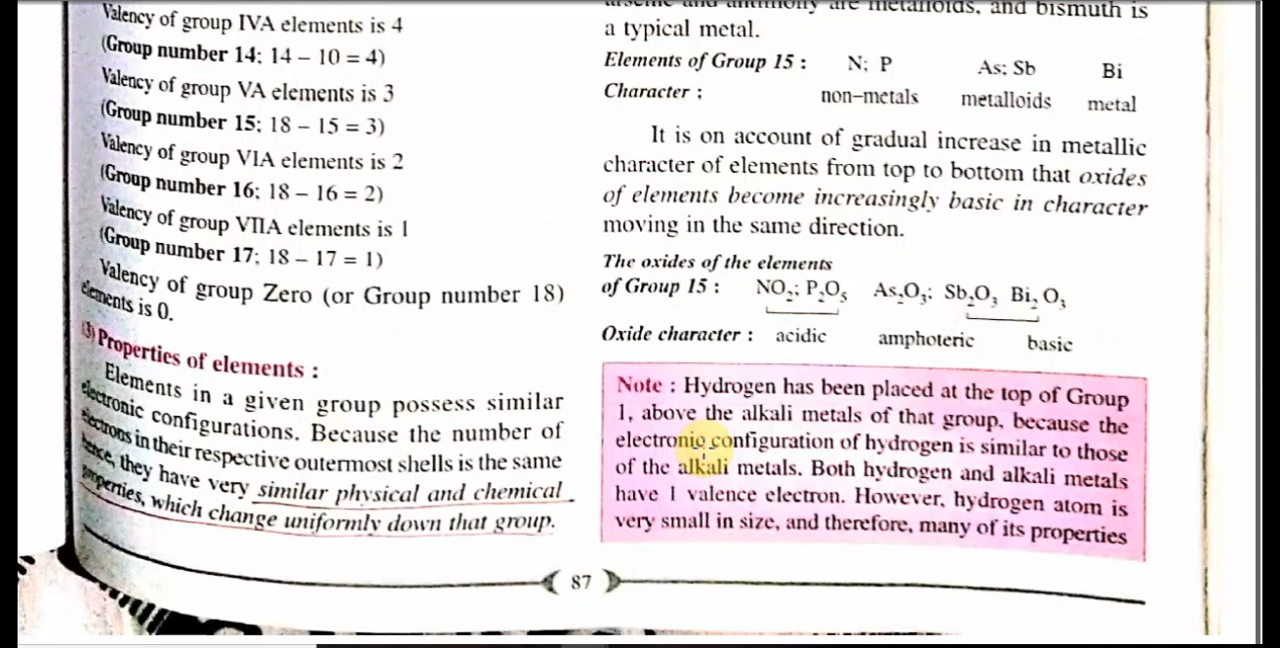 Valency of group IVA elements is 4
(Group number 14; 14 – 10 = 4)
Valency of group VA elements is 3
(Group number 15; 18 – 15 = 3)
Valency of group VIA elements is 2
(Group number 16; 18 – 16 = 2)
Valency of group VIIA elements is 1
(Group number 17; 18 – 17 = 1)
Valency of group Zero (or Group number 18)
elements is 0.
(3) Properties of elements :
Elements in a given group possess similar
electronic configurations. Because the number of
electrons in their respective outermost shells is the same
hence, they have very similar physical and chemical
properties, which change uniformly down that group.
arsenic and antimony are metalloids, and bismuth is
a typical metal.
Elements of Group 15 : N; P As; Sb Bi
Character : non–metals metalloids metal
It is on account of gradual increase in metallic
character of elements from top to bottom that oxides
of elements become increasingly basic in character
moving in the same direction.
The oxides of the elements
of Group 15 : NO₂; P₂O₅ As₂O₃; Sb₂O₃ Bi₂ O₃
Oxide character : acidic amphoteric basic
Note : Hydrogen has been placed at the top of Group
1, above the alkali metals of that group, because the
electronic configuration of hydrogen is similar to those
of the alkali metals. Both hydrogen and alkali metals
have 1 valence electron. However, hydrogen atom is
very small in size, and therefore, many of its properties
87